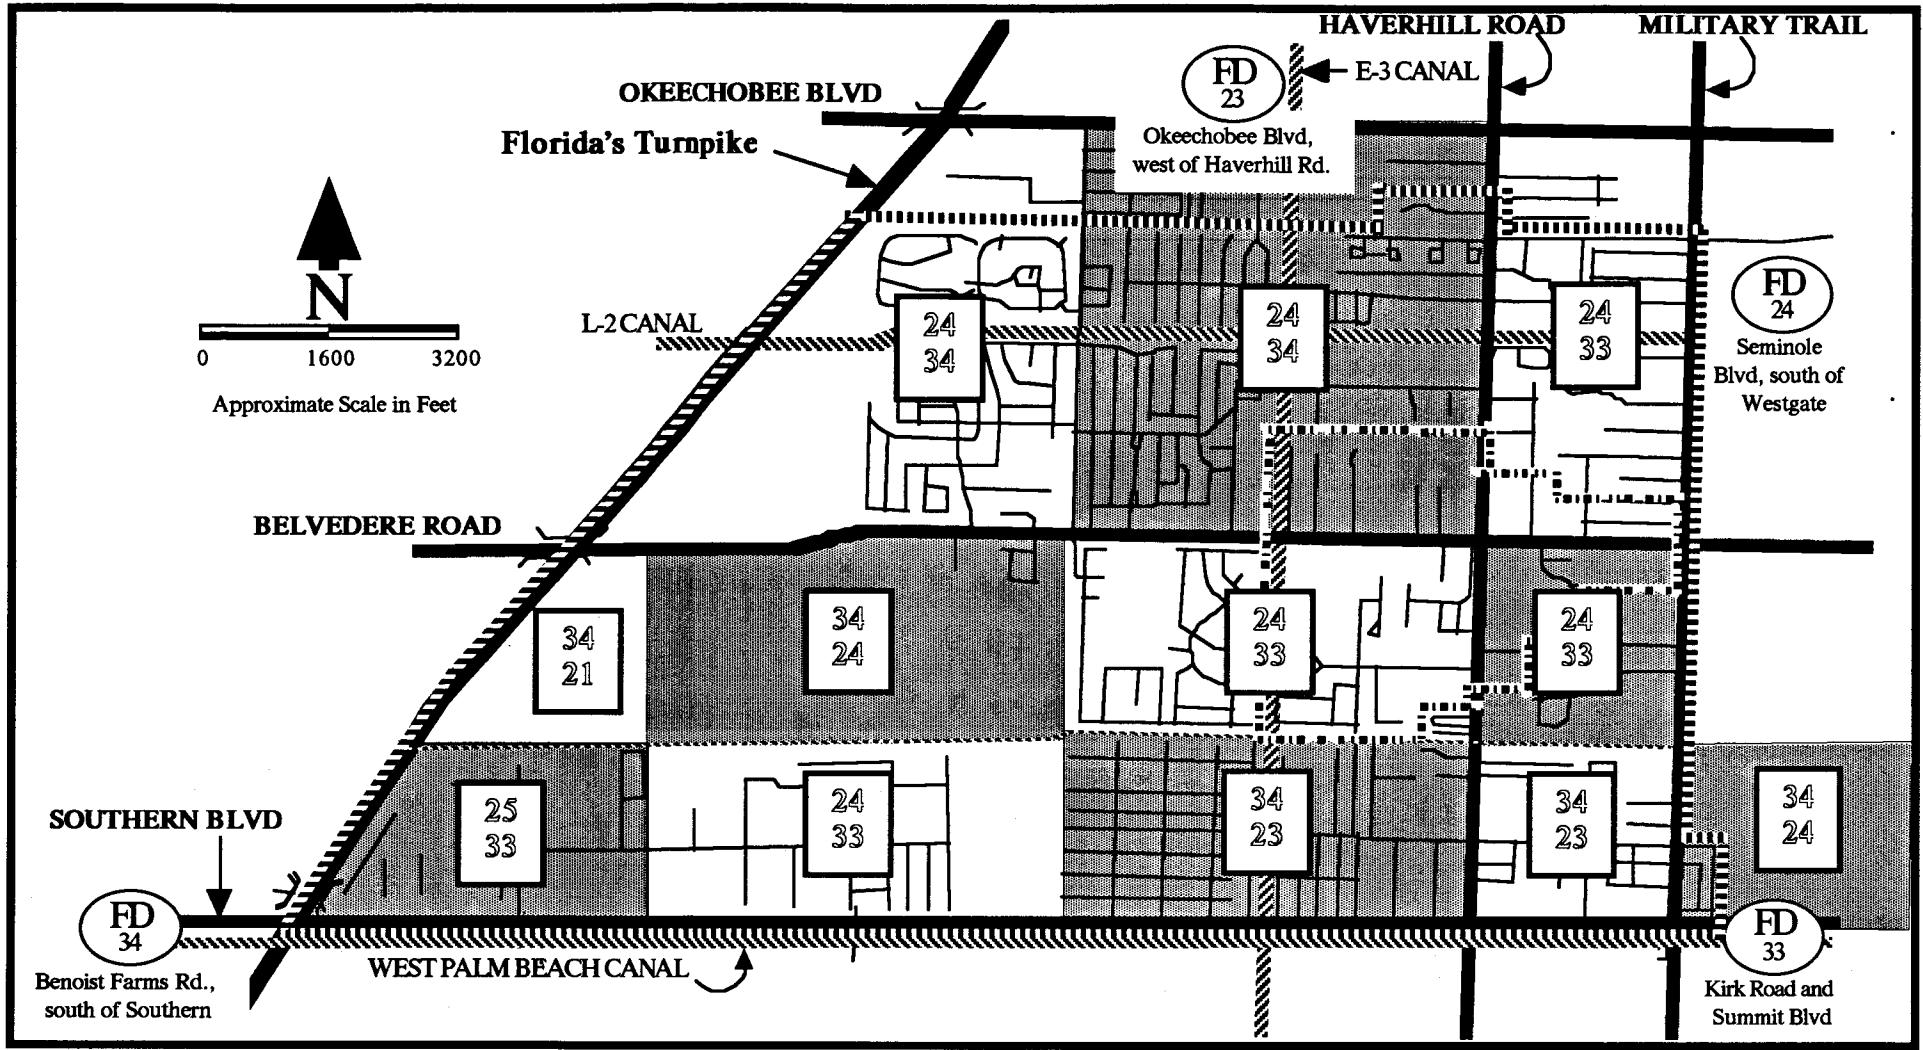 HAVERHILL ROAD
MILITARY TRAIL
FD
23
E-3 CANAL
OKEECHOBEE BLVD
Okeechobee Blvd,
west of Haverhill Rd.
Florida's Turnpike
N
0 1600 3200
Approximate Scale in Feet
L-2 CANAL
24
34
24
34
24
33
FD
24
Seminole
Blvd, south of
Westgate
BELVEDERE ROAD
34
21
34
24
24
33
24
33
SOUTHERN BLVD
25
33
24
33
34
23
34
23
34
24
FD
34
Benoist Farms Rd.,
south of Southern
WEST PALM BEACH CANAL
FD
33
Kirk Road and
Summit Blvd